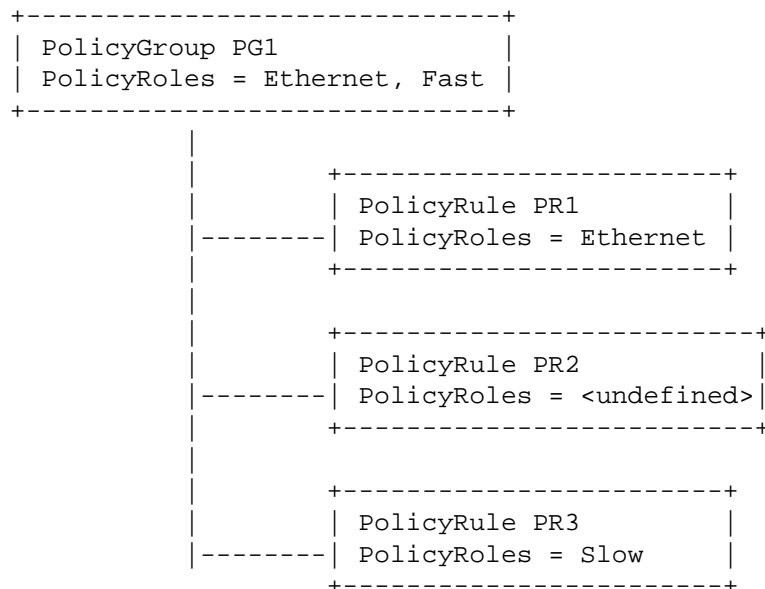 PolicyGroup PG1
PolicyRoles = Ethernet, Fast
PolicyRule PR1
PolicyRoles = Ethernet
PolicyRule PR2
PolicyRoles = <undefined>
PolicyRule PR3
PolicyRoles = Slow